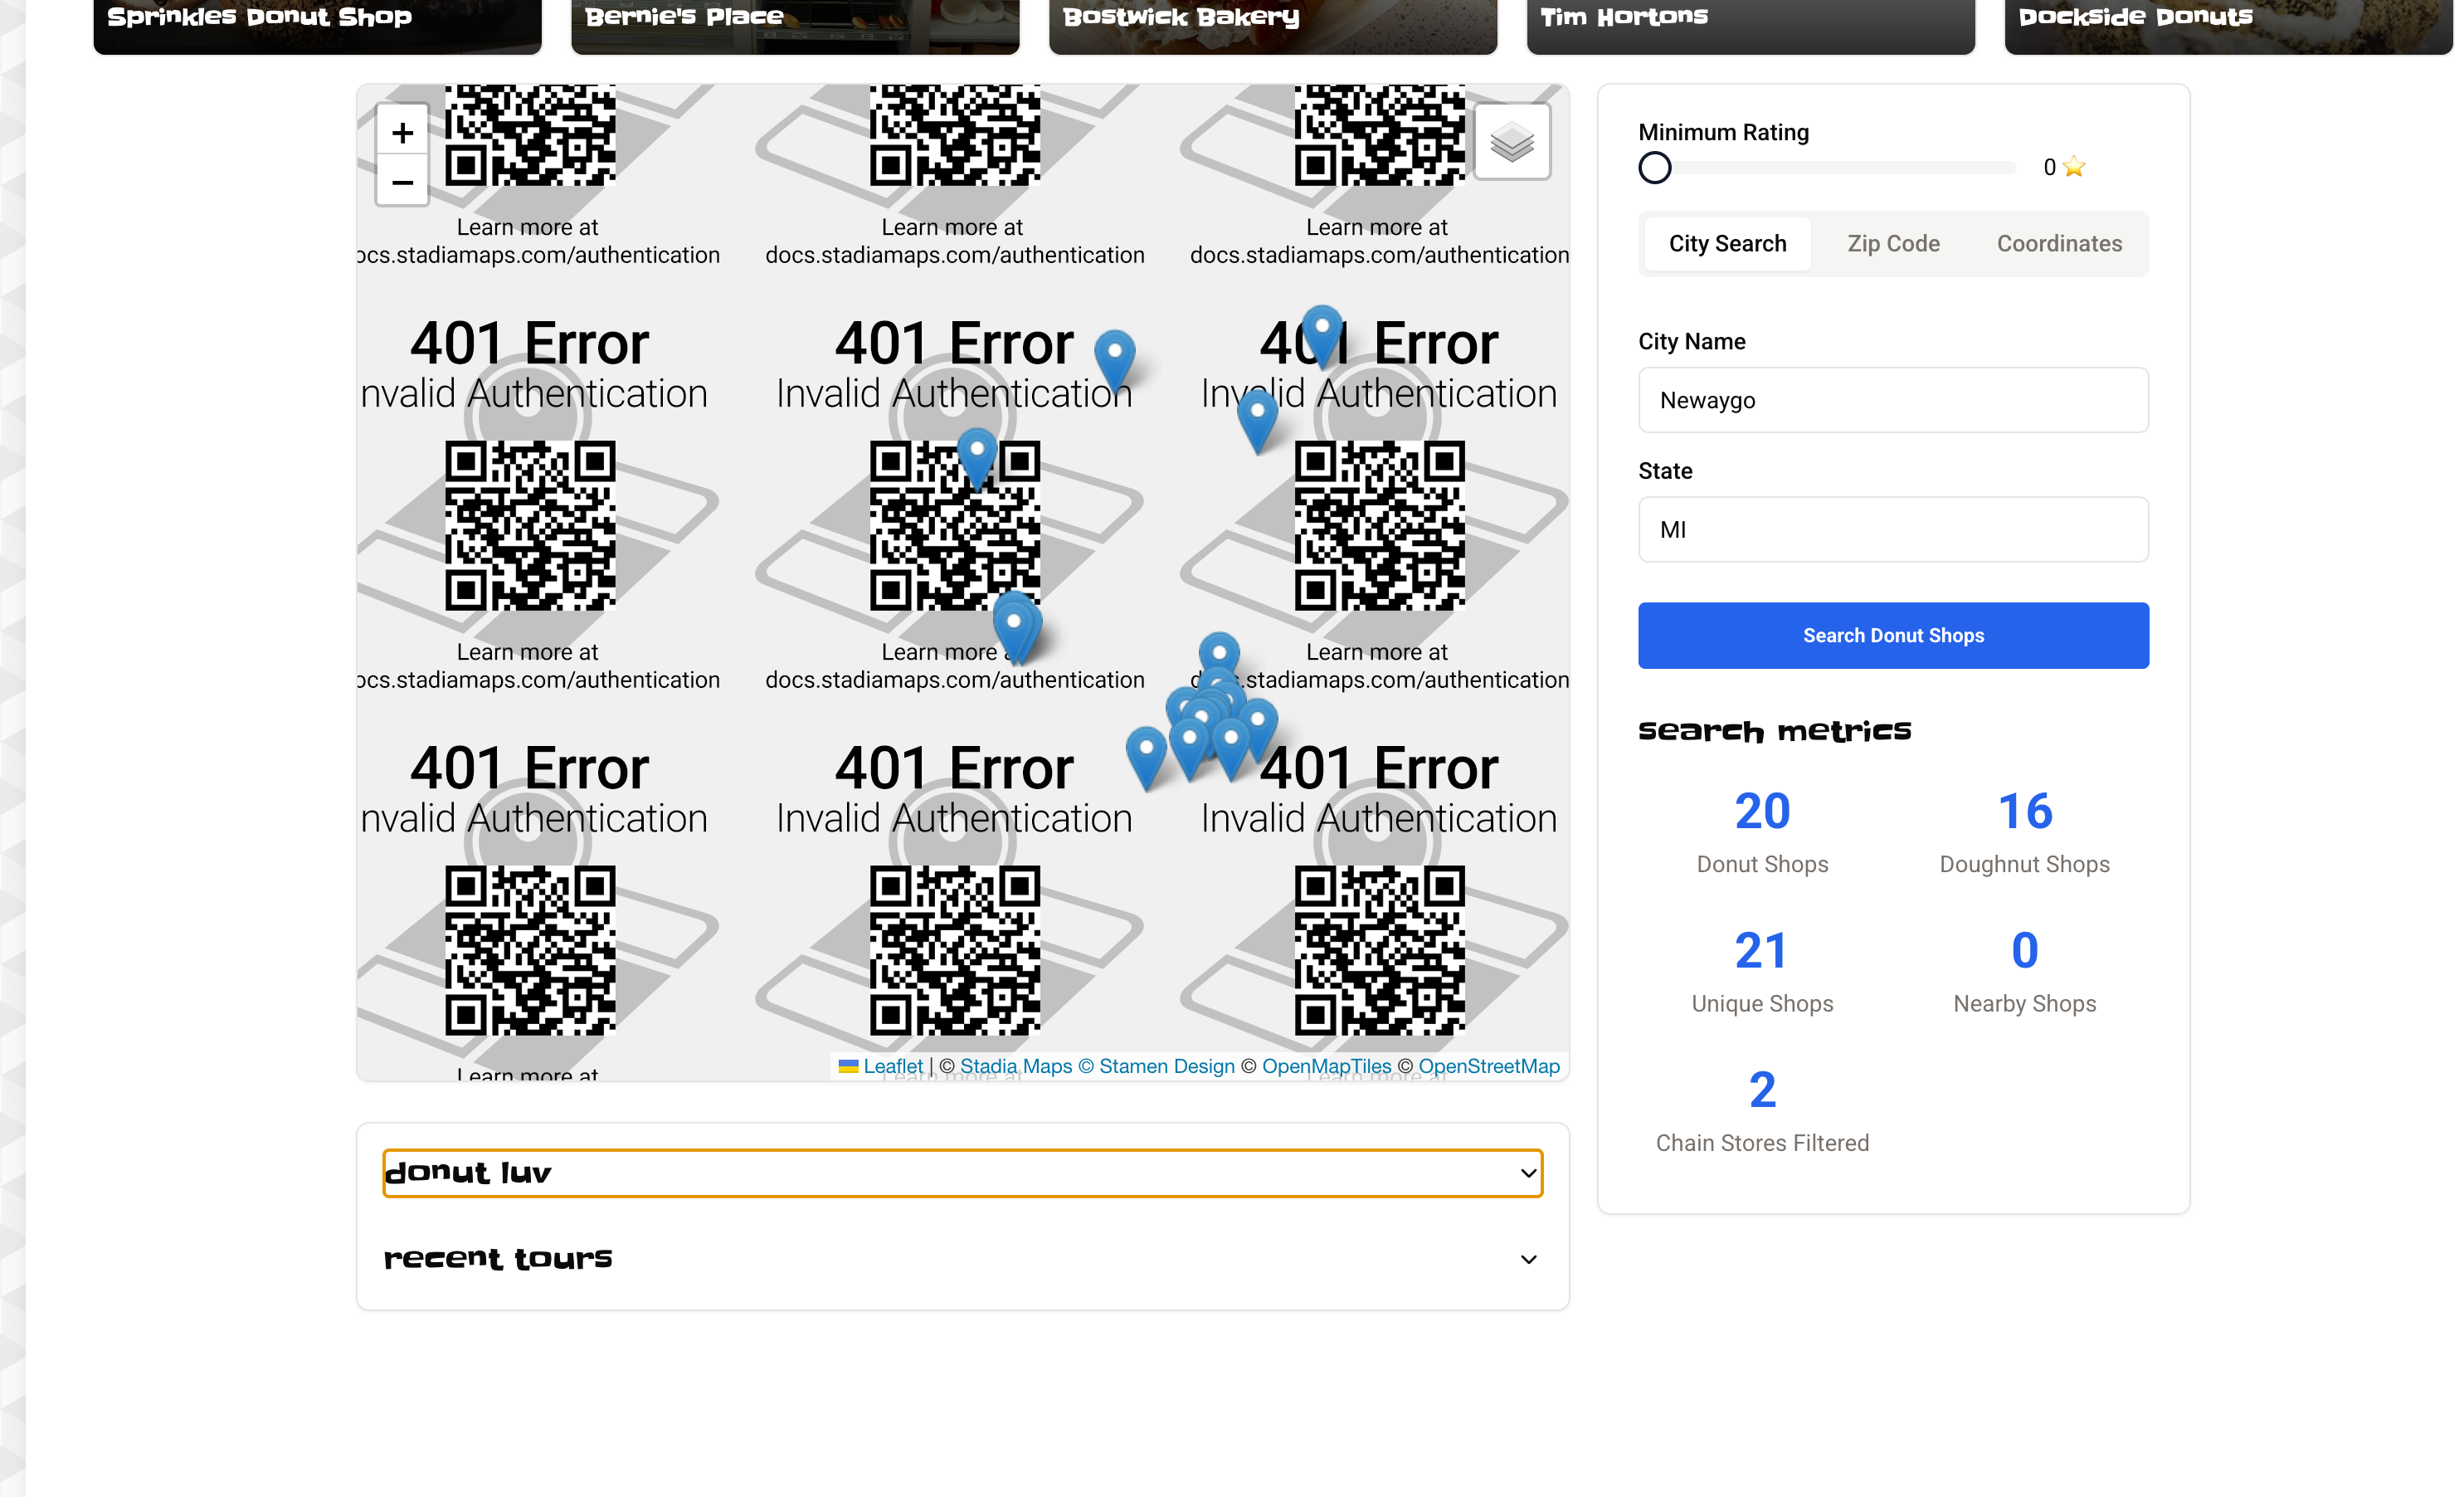 Sprinkles Donut Shop
Bernie's Place
Bostwick Bakery
Tim Hortons
Dockside Donuts
+
−
Learn more at
ocs.stadiamaps.com/authentication
Learn more at
docs.stadiamaps.com/authentication
Learn more at
docs.stadiamaps.com/authentication
401 Error
nvalid Authentication
401 Error
Invalid Authentication
401 Error
Invalid Authentication
Learn more at
ocs.stadiamaps.com/authentication
Learn more a
docs.stadiamaps.com/authentication
Learn more at
docs.stadiamaps.com/authentication
401 Error
nvalid Authentication
401 Error
Invalid Authentication
401 Error
Invalid Authentication
Learn more at
Learn more at
Learn more at
Leaflet | © Stadia Maps © Stamen Design © OpenMapTiles © OpenStreetMap
Minimum Rating
0 ⭐
City Search
Zip Code
Coordinates
City Name
Newaygo
State
MI
Search Donut Shops
search metrics
20
Donut Shops
16
Doughnut Shops
21
Unique Shops
0
Nearby Shops
2
Chain Stores Filtered
donut luv
recent tours